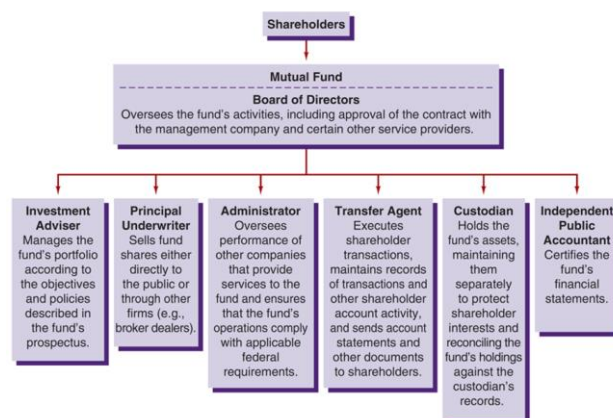 Shareholders
Mutual Fund
Board of Directors
Oversees the fund's activities, including approval of the contract with
the management company and certain other service providers.
Investment
Adviser
Manages the
fund's portfolio
according to
the objectives
and policies
described in
the fund's
prospectus.
Principal
Underwriter
Sells fund
shares either
directly to
the public or
through other
firms (e.g.,
broker dealers).
Administrator
Oversees
performance of
other companies
that provide
services to the
fund and ensures
that the fund's
operations comply
with applicable
federal
requirements.
Transfer Agent
Executes
shareholder
transactions,
maintains records
of transactions and
other shareholder
account activity,
and sends account
statements and
other documents
to shareholders.
Custodian
Holds the
fund's assets,
maintaining
them
separately to
protect
shareholder
interests and
reconciling the
fund's holdings
against the
custodian's
records.
Independent
Public
Accountant
Certifies the
fund's
financial
statements.